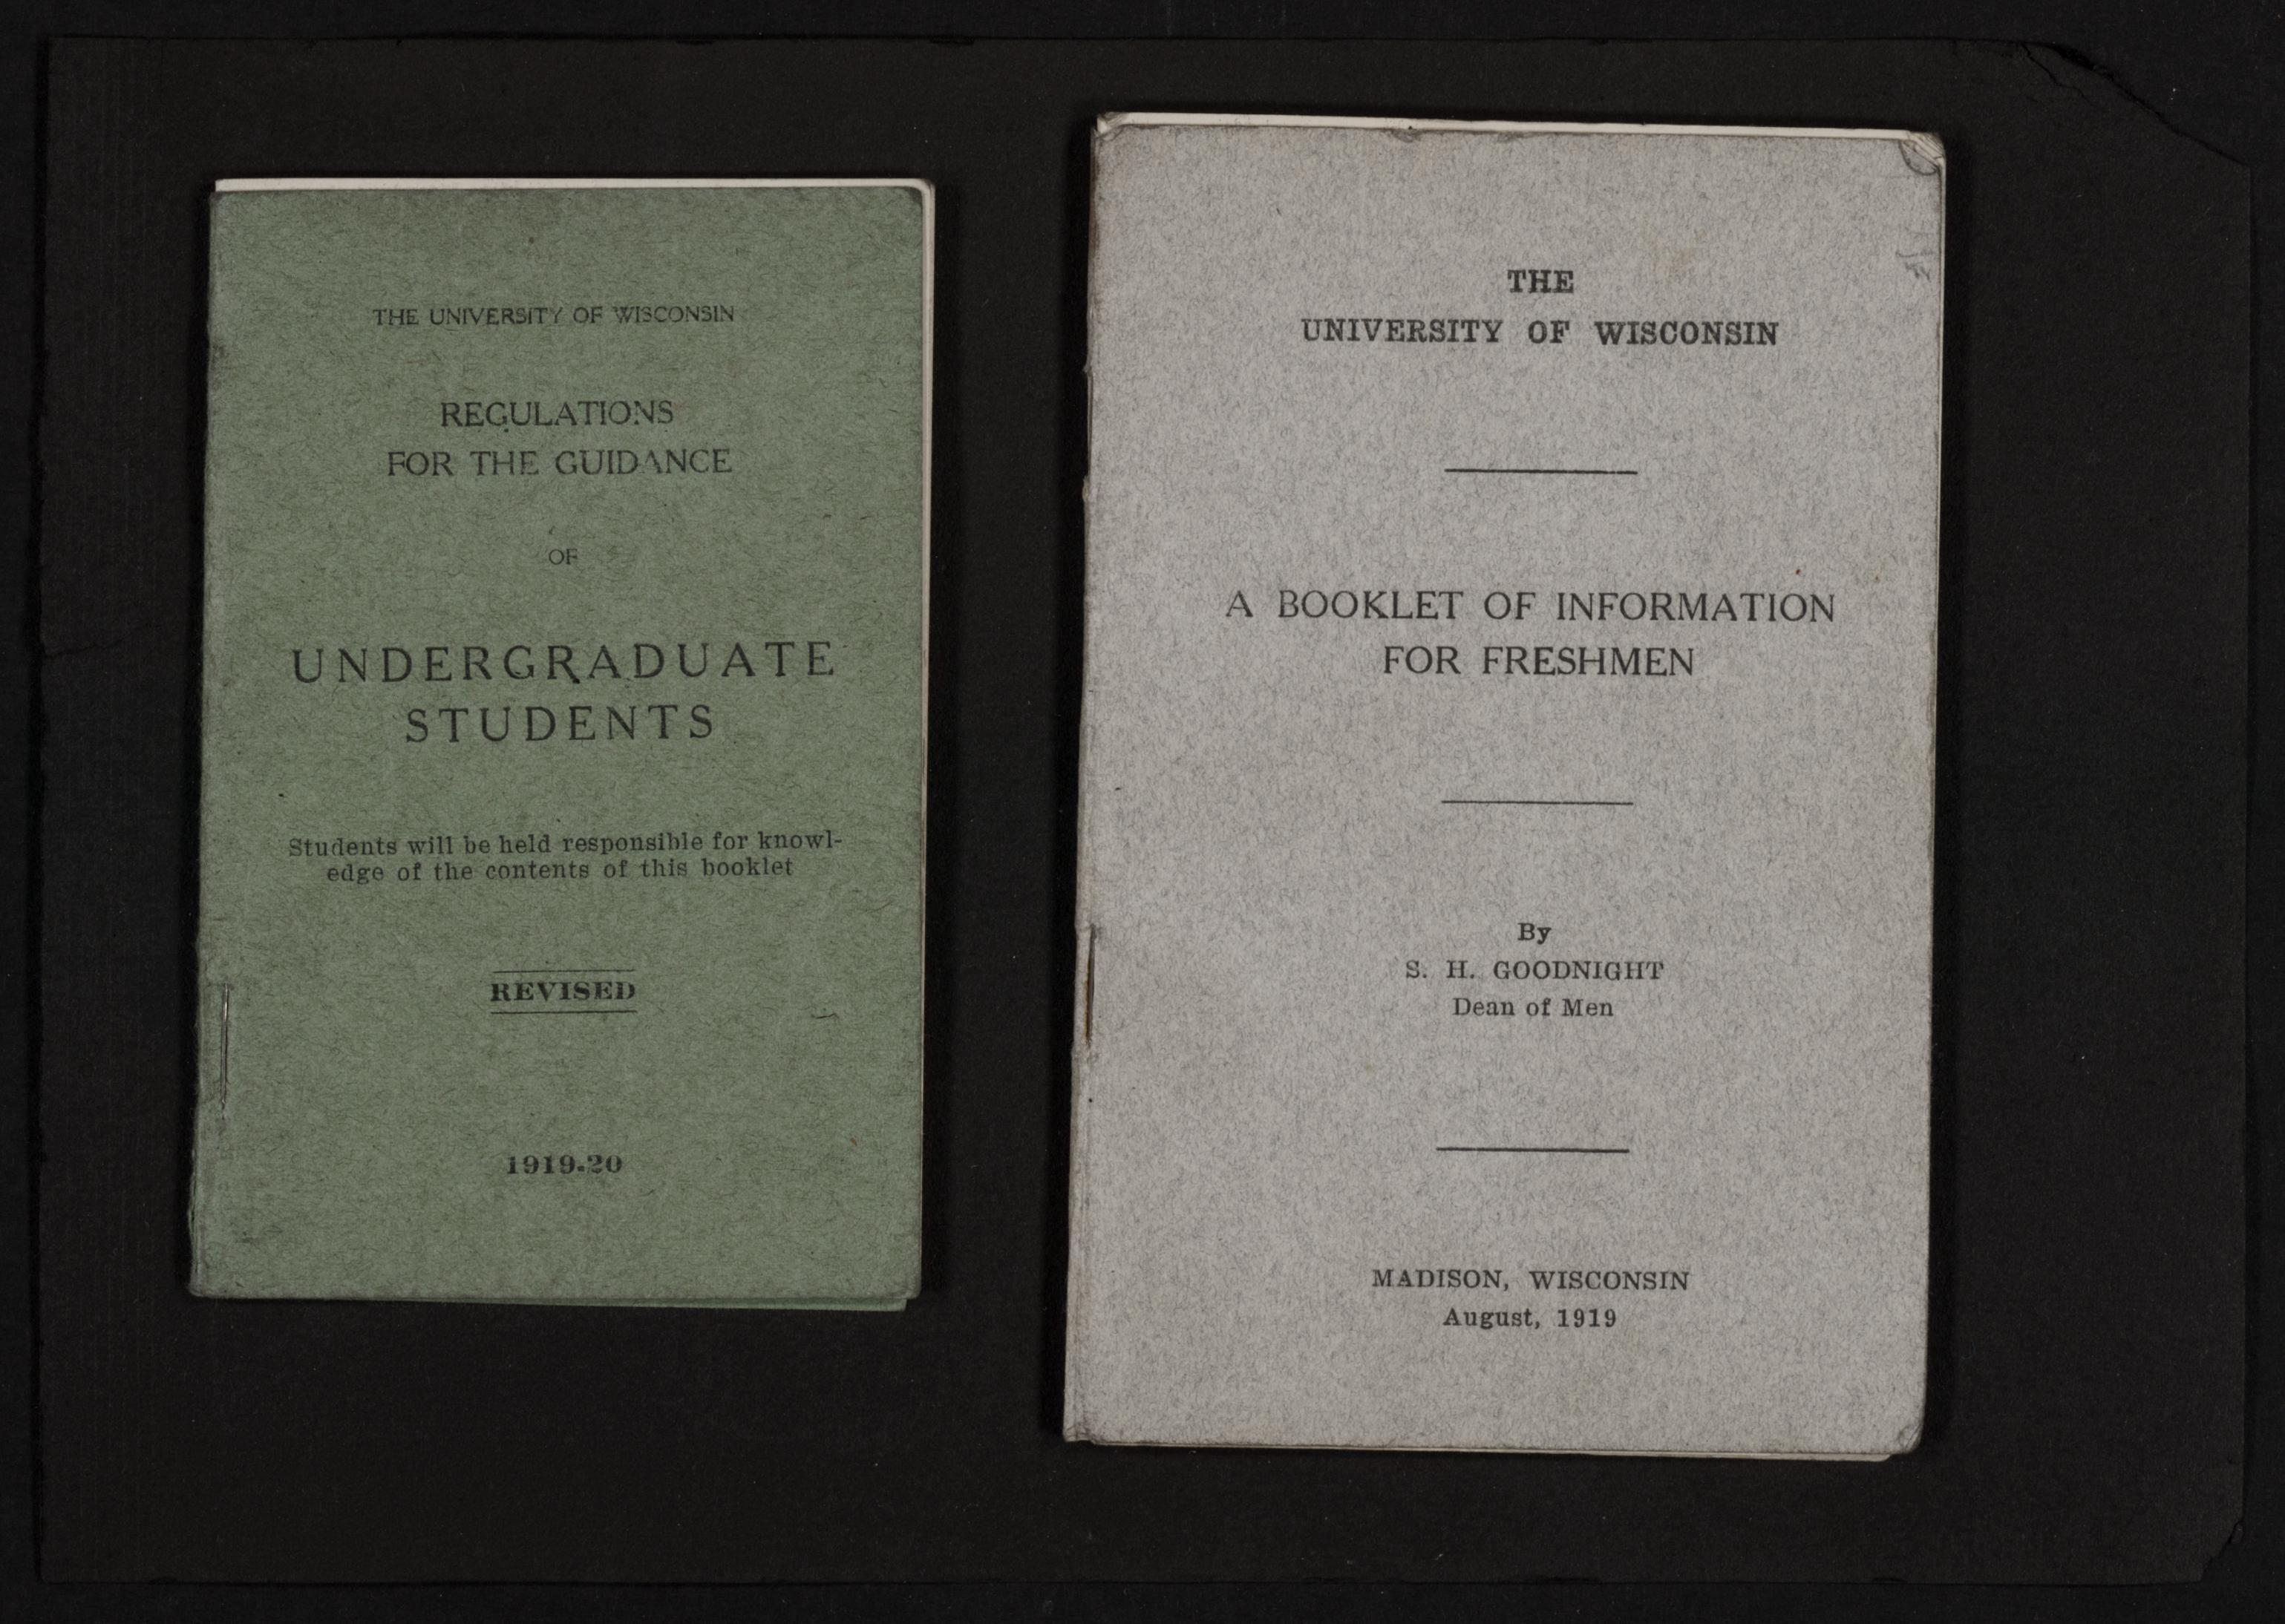 THE UNIVERSITY OF WISCONSIN
REGULATIONS
FOR THE GUIDANCE
OF
UNDERGRADUATE
STUDENTS
Students will be held responsible for knowl-
edge of the contents of this booklet
REVISED
1919-20
THE
UNIVERSITY OF WISCONSIN
A BOOKLET OF INFORMATION
FOR FRESHMEN
By
S. H. GOODNIGHT
Dean of Men
MADISON, WISCONSIN
August, 1919